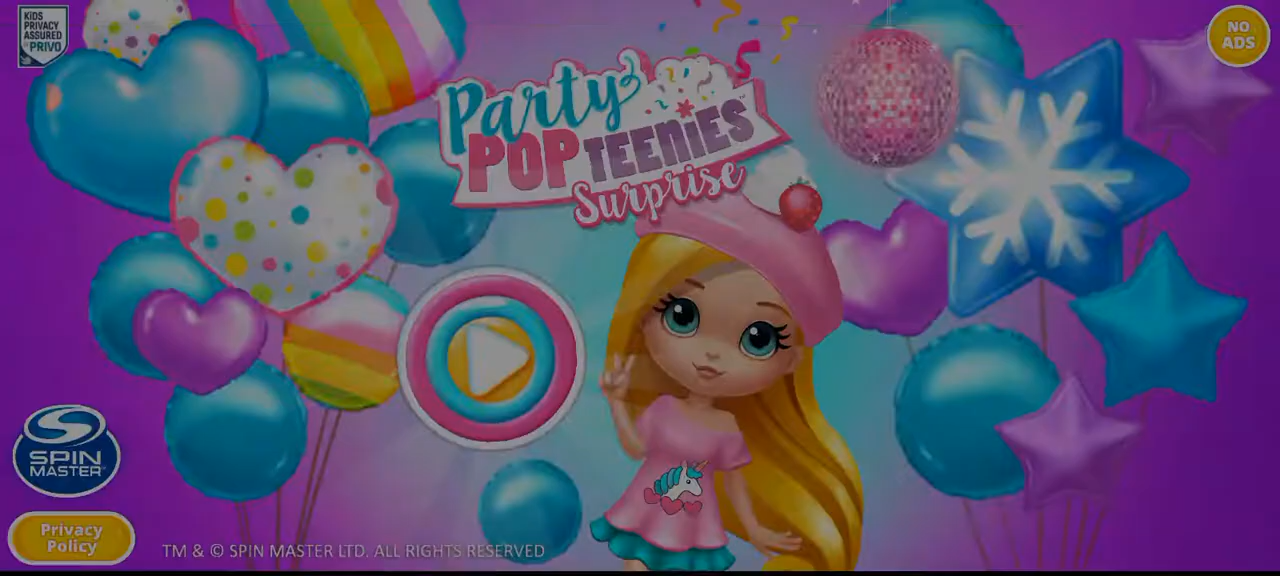 KiDS
PRIVACY
ASSURED
by PRIVO
NO
ADS
Party
POP TEENIES
Surprise
SPIN
MASTER
Privacy
Policy
TM & © SPIN MASTER LTD. ALL RIGHTS RESERVED